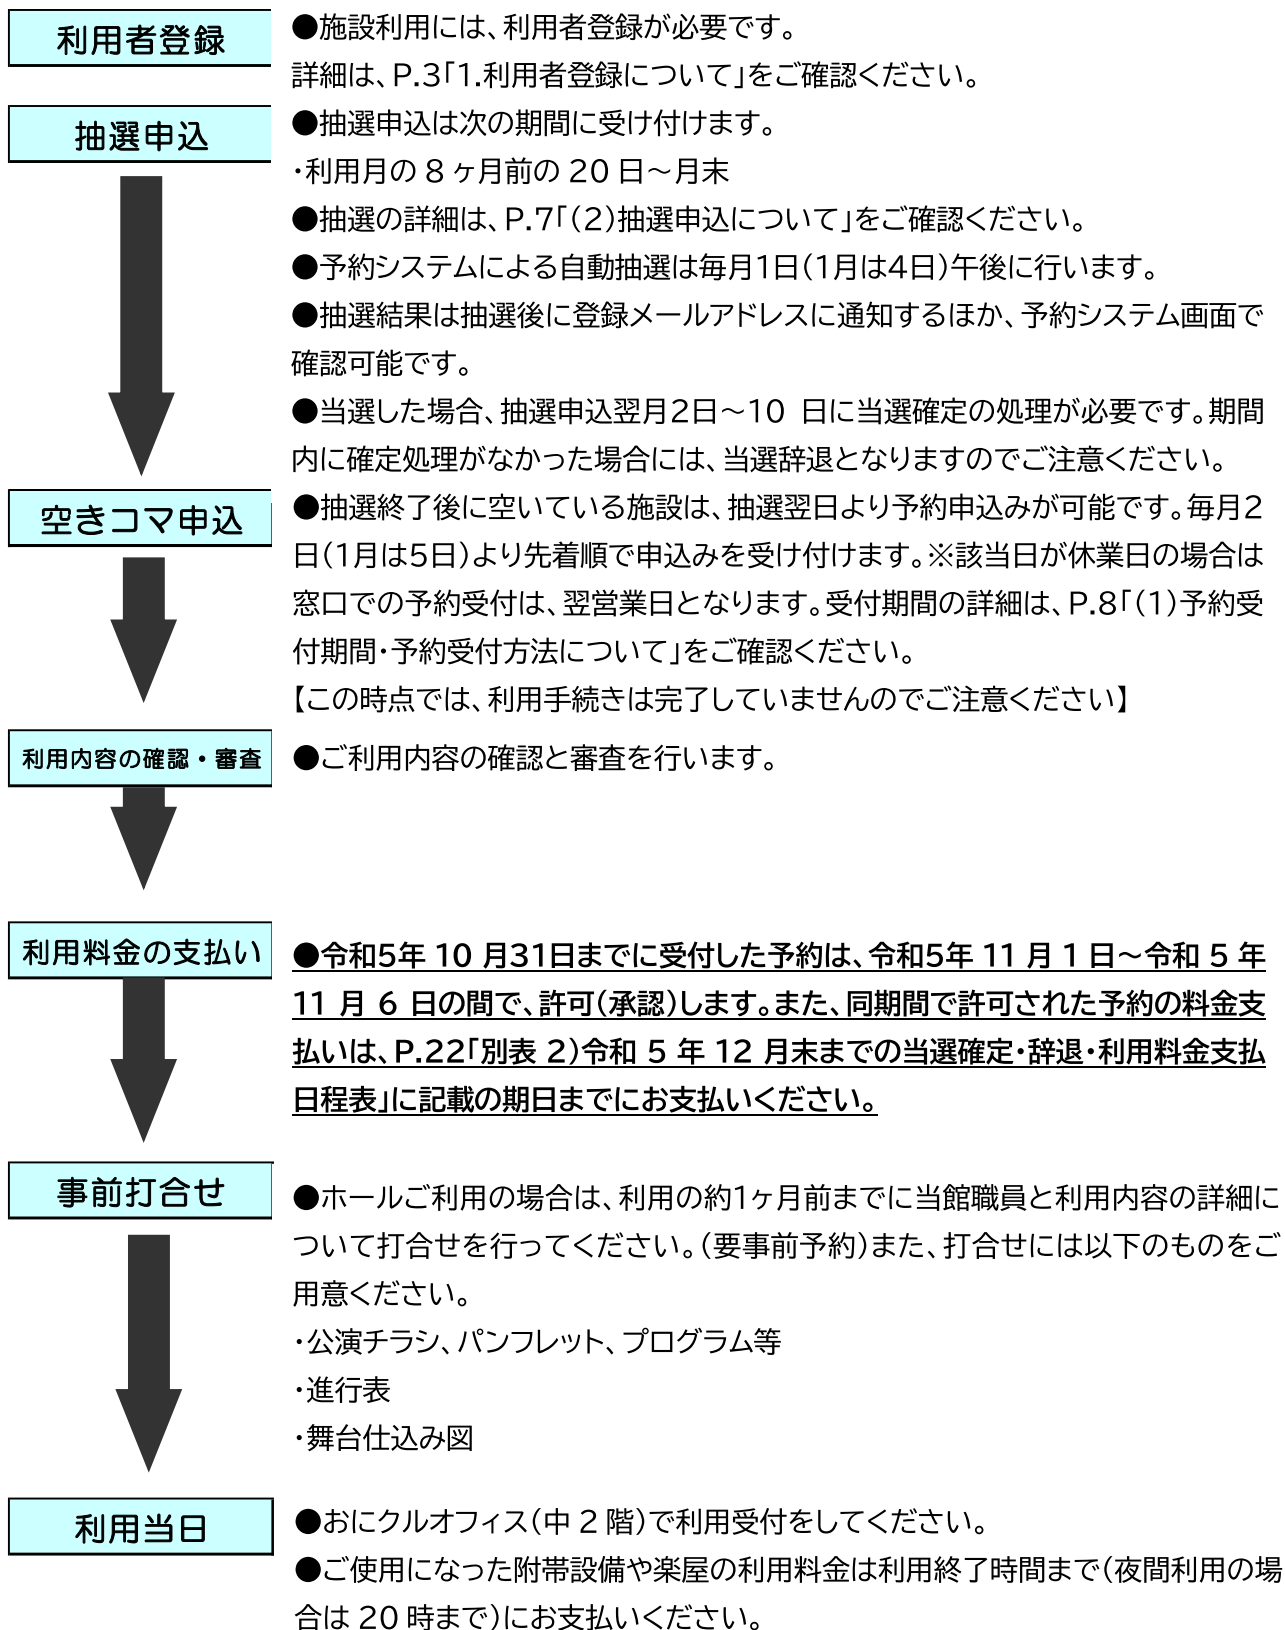 利用者登録
●施設利用には、利用者登録が必要です。
詳細は、P.3「1.利用者登録について」をご確認ください。
抽選申込
●抽選申込は次の期間に受け付けます。
・利用月の 8 ヶ月前の 20 日～月末
●抽選の詳細は、P.7「(2)抽選申込について」をご確認ください。
●予約システムによる自動抽選は毎月1日(1月は4日)午後に行います。
●抽選結果は抽選後に登録メールアドレスに通知するほか、予約システム画面で
確認可能です。
●当選した場合、抽選申込翌月2日～10 日に当選確定の処理が必要です。期間
内に確定処理がなかった場合には、当選辞退となりますのでご注意ください。
空きコマ申込
●抽選終了後に空いている施設は、抽選翌日より予約申込みが可能です。毎月2
日(1月は5日)より先着順で申込みを受け付けます。※該当日が休業日の場合は
窓口での予約受付は、翌営業日となります。受付期間の詳細は、P.8「(1)予約受
付期間・予約受付方法について」をご確認ください。
【この時点では、利用手続きは完了していませんのでご注意ください】
利用内容の確認・審査
●ご利用内容の確認と審査を行います。
利用料金の支払い
●令和5年 10 月31日までに受付した予約は、令和5年 11 月 1 日～令和 5 年
11 月 6 日の間で、許可(承認)します。また、同期間で許可された予約の料金支
払いは、P.22「別表 2)令和 5 年 12 月末までの当選確定・辞退・利用料金支払
日程表」に記載の期日までにお支払いください。
事前打合せ
●ホールご利用の場合は、利用の約1ヶ月前までに当館職員と利用内容の詳細に
ついて打合せを行ってください。(要事前予約)また、打合せには以下のものをご
用意ください。
・公演チラシ、パンフレット、プログラム等
・進行表
・舞台仕込み図
利用当日
●おにクルオフィス(中 2 階)で利用受付をしてください。
●ご使用になった附帯設備や楽屋の利用料金は利用終了時間まで(夜間利用の場
合は 20 時まで)にお支払いください。